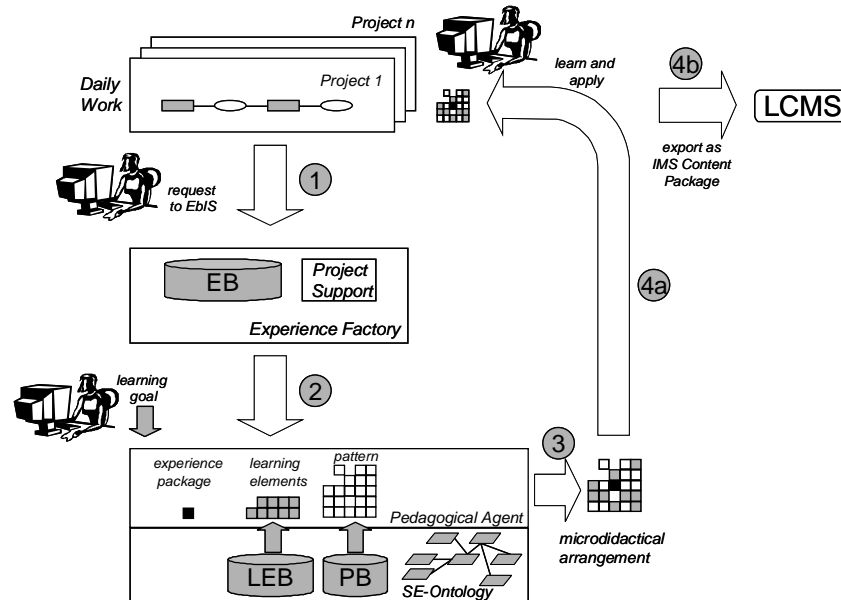 Project n
Project 1
Daily
Work
learn and
apply
4b
LCMS
export as
IMS Content
Package
1
request
to EbIS
EB
Project
Support
Experience Factory
4a
2
learning
goal
3
experience
package
learning
elements
pattern
Pedagogical Agent
microdidactical
arrangement
LEB
PB
SE-Ontology